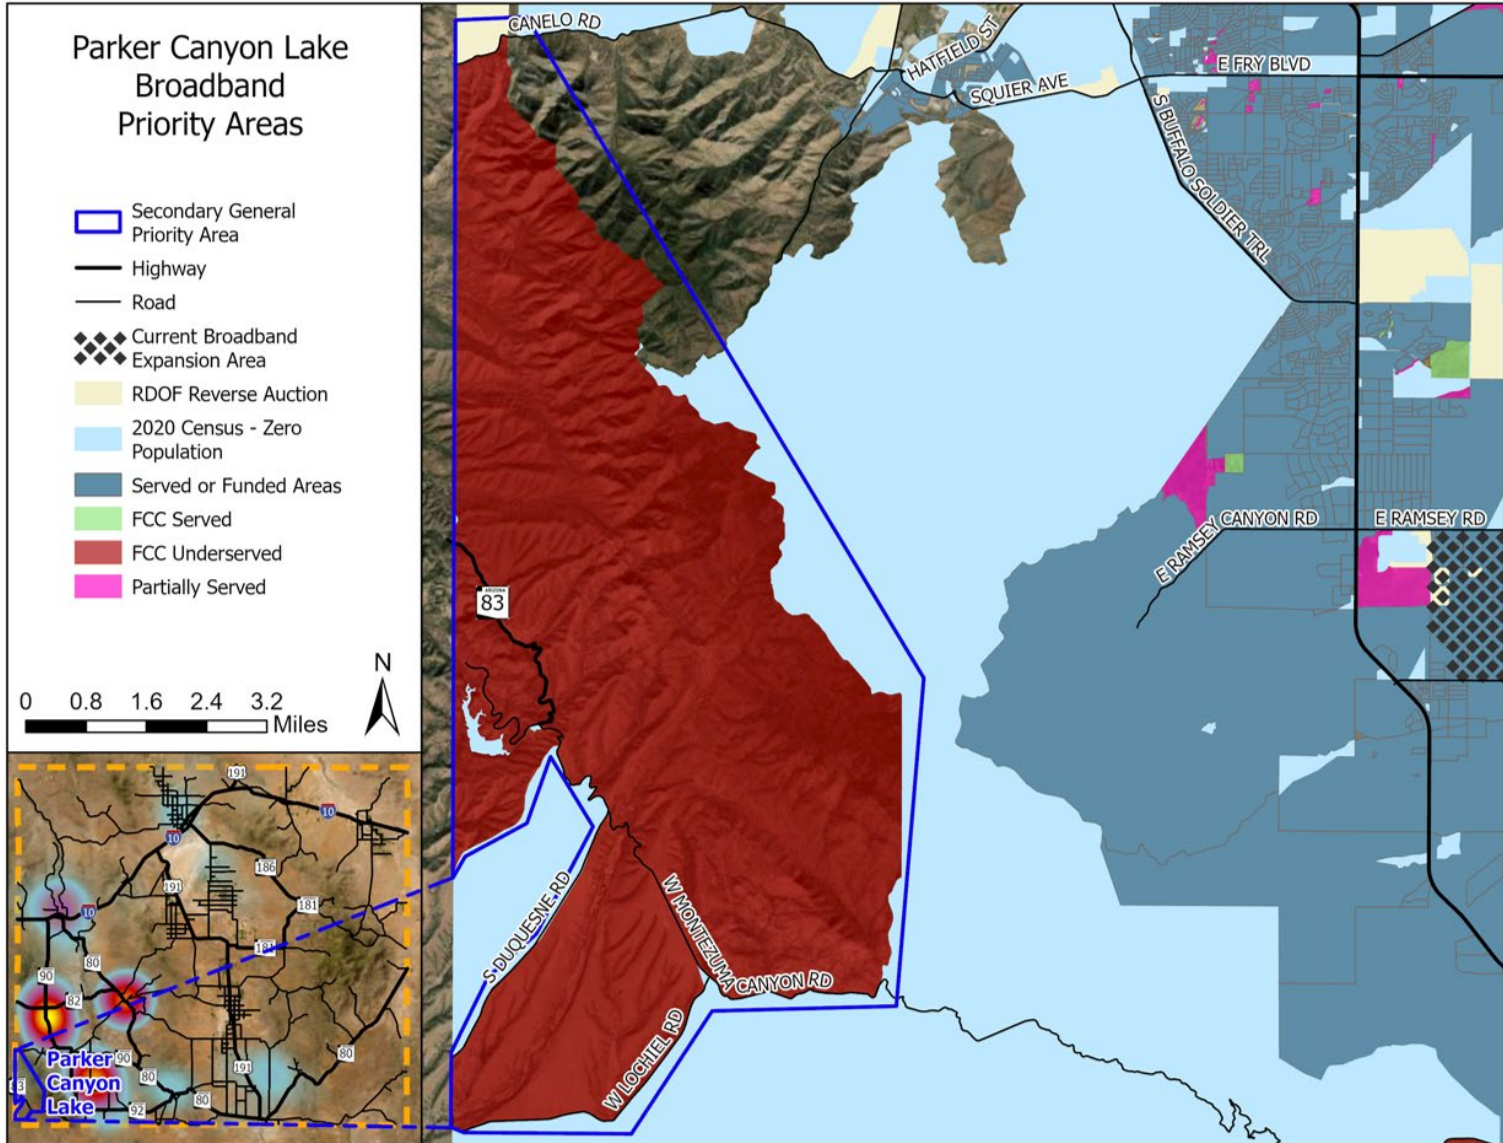 Parker Canyon Lake
Broadband
Priority Areas
Secondary General
Priority Area
Highway
Road
Current Broadband
Expansion Area
RDOF Reverse Auction
2020 Census - Zero
Population
Served or Funded Areas
FCC Served
FCC Underserved
Partially Served
N
0 0.8 1.6 2.4 3.2
Miles
CANELO RD
HATFIELD ST
SQUIER AVE
E FRY BLVD
S BUFFALO SOLDIER TRL
E RAMSEY CANYON RD
E RAMSEY RD
ARIZONA
83
S DUQUESNE RD
W MONTEZUMA CANYON RD
W LOCHIEL RD
191
10
10
191
186
181
10
181
80
90
82
90
80
191
80
80
92
Parker
Canyon
Lake